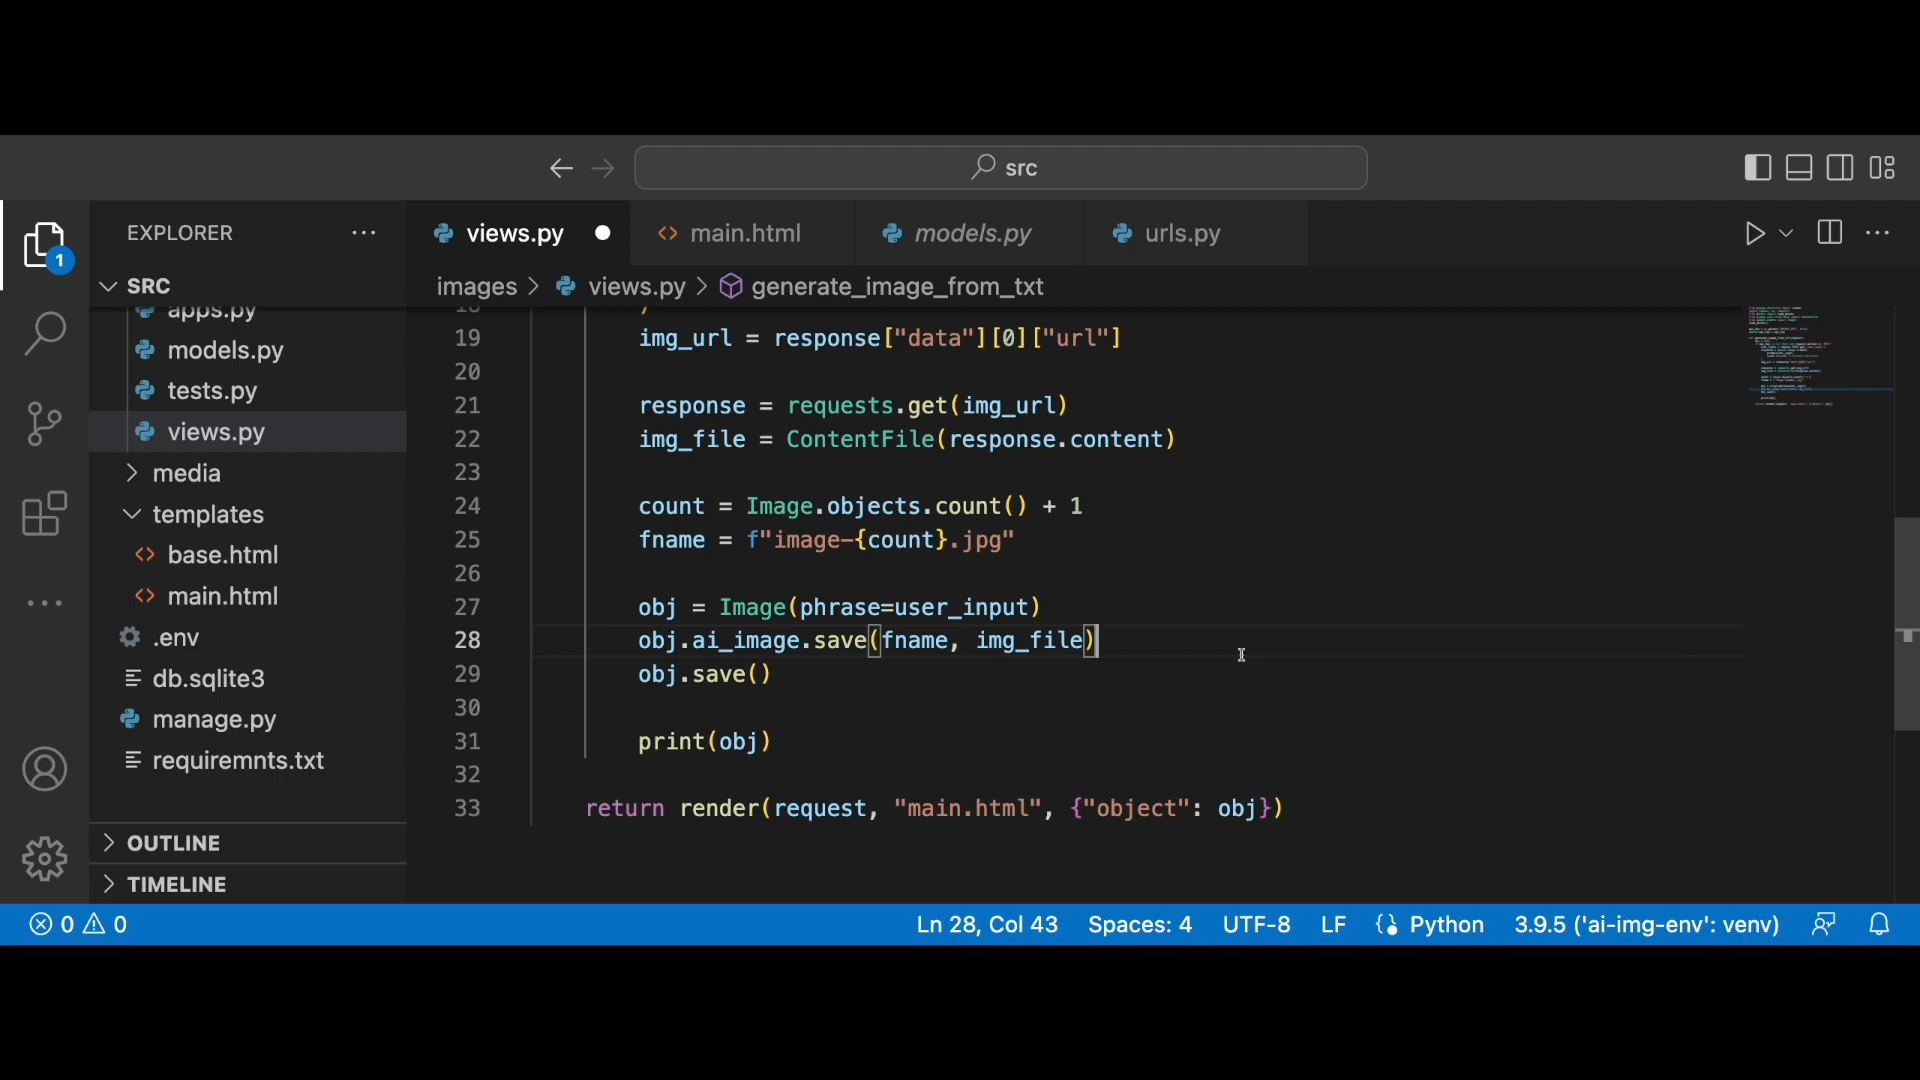 src
EXPLORER
views.py
main.html
models.py
urls.py
1
SRC
images > views.py > generate_image_from_txt
apps.py
models.py
tests.py
views.py
media
templates
base.html
main.html
.env
db.sqlite3
manage.py
requiremnts.txt
OUTLINE
TIMELINE
18 )
19 img_url = response["data"][0]["url"]
20
21 response = requests.get(img_url)
22 img_file = ContentFile(response.content)
23
24 count = Image.objects.count() + 1
25 fname = f"image-{count}.jpg"
26
27 obj = Image(phrase=user_input)
28 obj.ai_image.save(fname, img_file)
29 obj.save()
30
31 print(obj)
32
33 return render(request, "main.html", {"object": obj})
0 0
Ln 28, Col 43 Spaces: 4 UTF-8 LF Python 3.9.5 ('ai-img-env': venv)